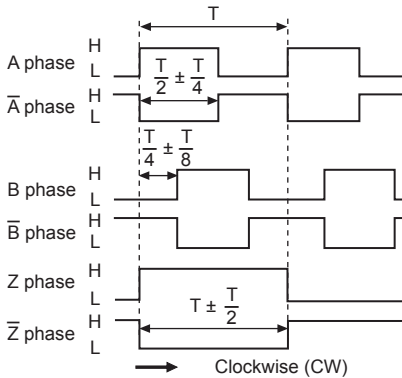 T
H
A phase
L
T/2 ± T/4
H
A̅ phase
L
T/4 ± T/8
H
B phase
L
H
B̅ phase
L
H
Z phase
L
T ± T/2
H
Z̅ phase
L
Clockwise (CW)